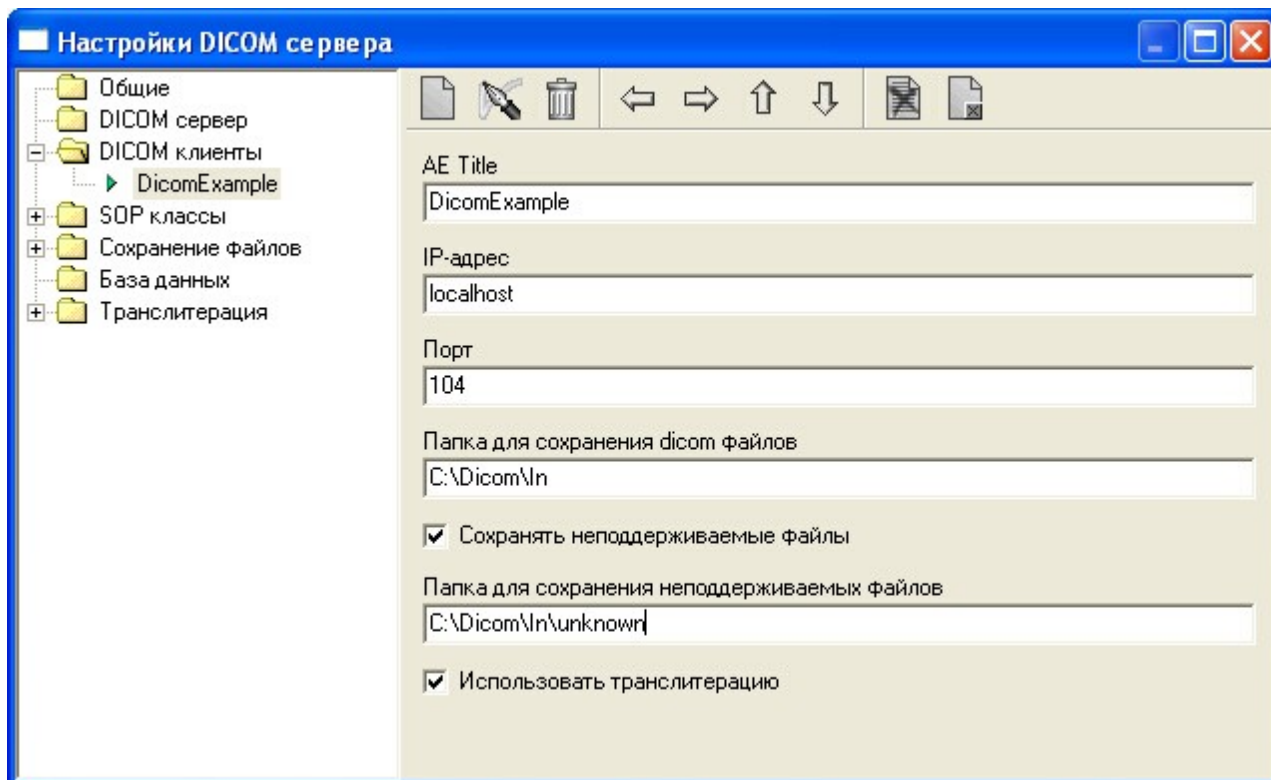 Настройки DICOM сервера
Общие
DICOM сервер
DICOM клиенты
DicomExample
SOP классы
Сохранение файлов
База данных
Транслитерация
AE Title
DicomExample
IP-адрес
localhost
Порт
104
Папка для сохранения dicom файлов
C:\Dicom\In
Сохранять неподдерживаемые файлы
Папка для сохранения неподдерживаемых файлов
C:\Dicom\In\unknown
Использовать транслитерацию